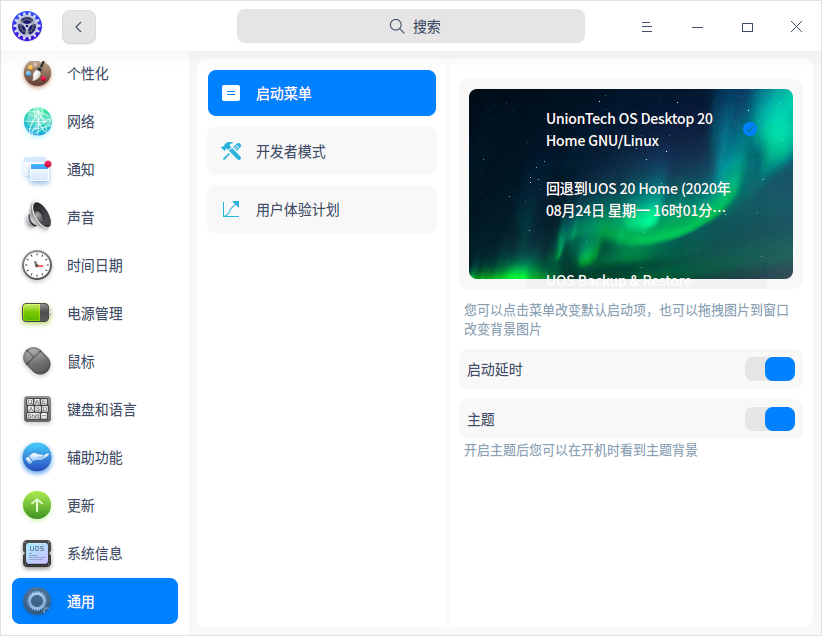 搜索
个性化
网络
通知
声音
时间日期
电源管理
鼠标
键盘和语言
辅助功能
更新
系统信息
通用
启动菜单
开发者模式
用户体验计划
UnionTech OS Desktop 20
Home GNU/Linux
回退到UOS 20 Home (2020年
08月24日 星期一 16时01分…
UOS Backup & Restore
您可以点击菜单改变默认启动项，也可以拖拽图片到窗口
改变背景图片
启动延时
主题
开启主题后您可以在开机时看到主题背景